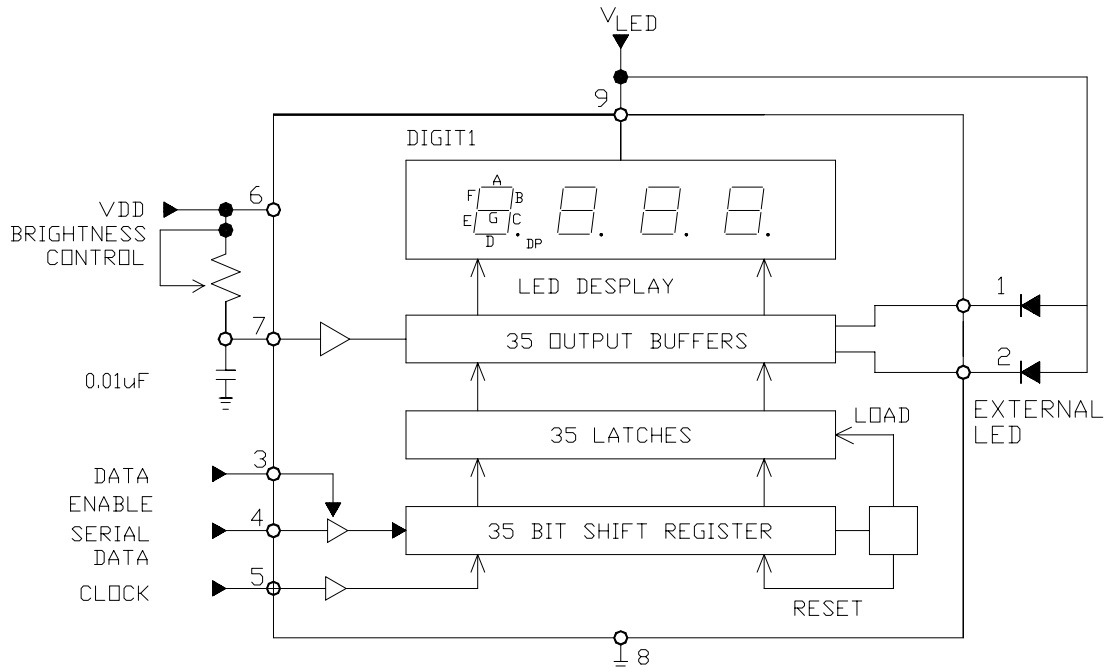 VLED
9
DIGIT1
A
F B
G
E C
D DP
6
VDD
BRIGHTNESS
CONTROL
LED DESPLAY
1
7
35 OUTPUT BUFFERS
2
0.01uF
EXTERNAL
LED
LOAD
35 LATCHES
3
DATA
ENABLE
4
SERIAL
DATA
35 BIT SHIFT REGISTER
5
CLOCK
RESET
8